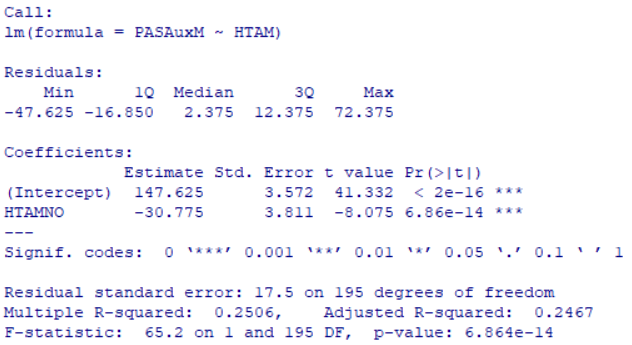 Call:
lm(formula = PASAuxM ~ HTAM)

Residuals:
    Min      1Q  Median      3Q     Max
-47.625 -16.850   2.375  12.375  72.375

Coefficients:
            Estimate Std. Error t value Pr(>|t|)
(Intercept)  147.625      3.572  41.332  < 2e-16 ***
HTAMNO       -30.775      3.811  -8.075 6.86e-14 ***
---
Signif. codes:  0 ‘***’ 0.001 ‘**’ 0.01 ‘*’ 0.05 ‘.’ 0.1 ‘ ’ 1

Residual standard error: 17.5 on 195 degrees of freedom
Multiple R-squared:  0.2506,	Adjusted R-squared:  0.2467
F-statistic:  65.2 on 1 and 195 DF,  p-value: 6.864e-14